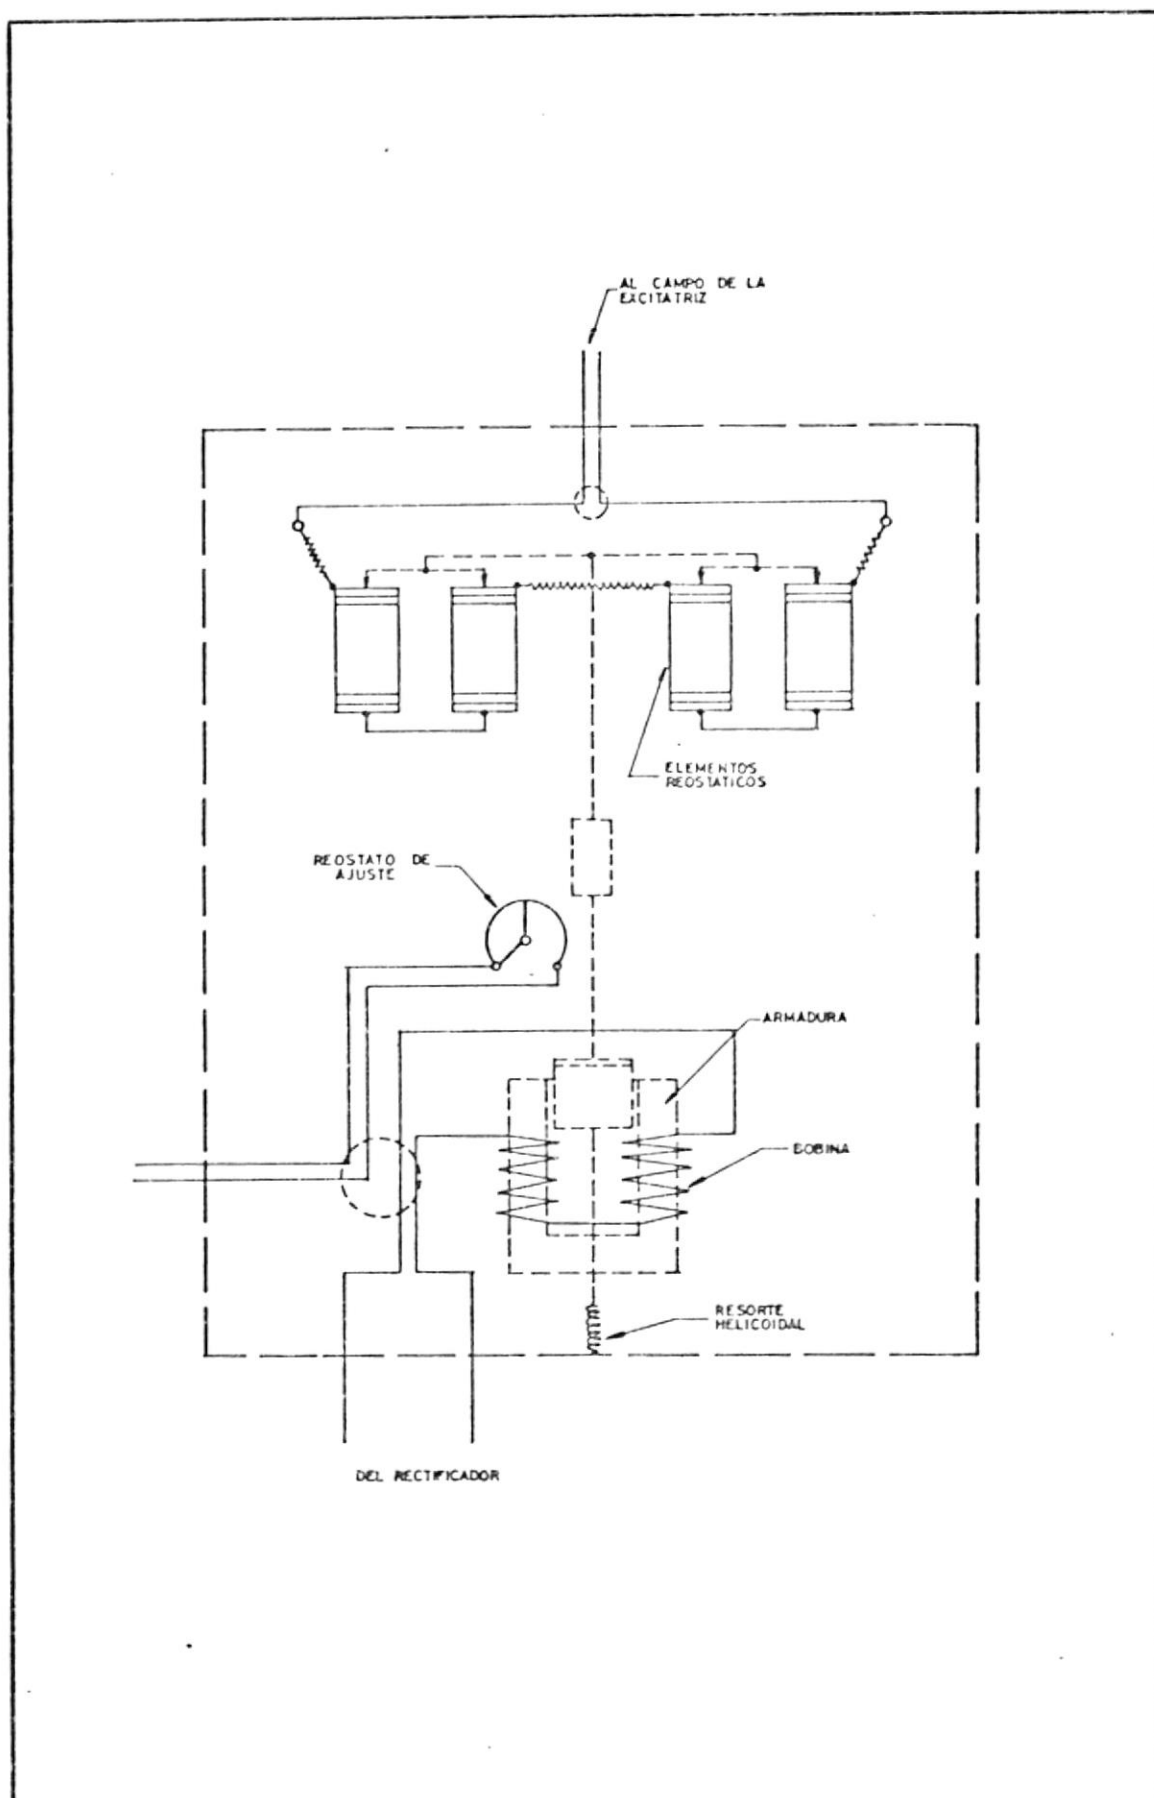 AL CAMPO DE LA
EXCITATRIZ
ELEMENTOS
REOSTATICOS
REOSTATO DE
AJUSTE
ARMADURA
BOBINA
RESORTE
HELICOIDAL
DEL RECTIFICADOR